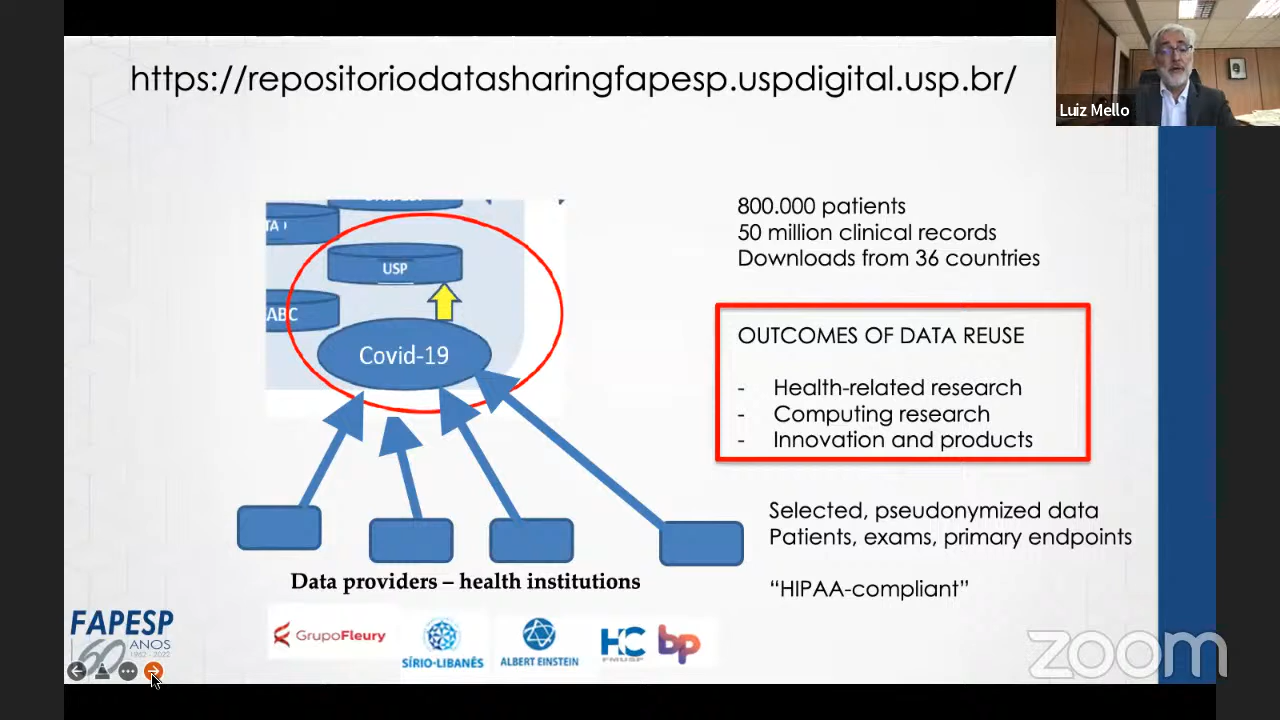 https://repositoriodatasharingfapesp.uspdigital.usp.br/
Luiz Mello
800.000 patients
50 million clinical records
Downloads from 36 countries
TA
USP
ABC
Covid-19
OUTCOMES OF DATA REUSE
- Health-related research
- Computing research
- Innovation and products
Selected, pseudonymized data
Patients, exams, primary endpoints
“HIPAA-compliant”
Data providers – health institutions
GrupoFleury
SÍRIO-LIBANÊS
ALBERT EINSTEIN
HC
FMUSP
bp
FAPESP
60 ANOS
1962 - 2022
zoom